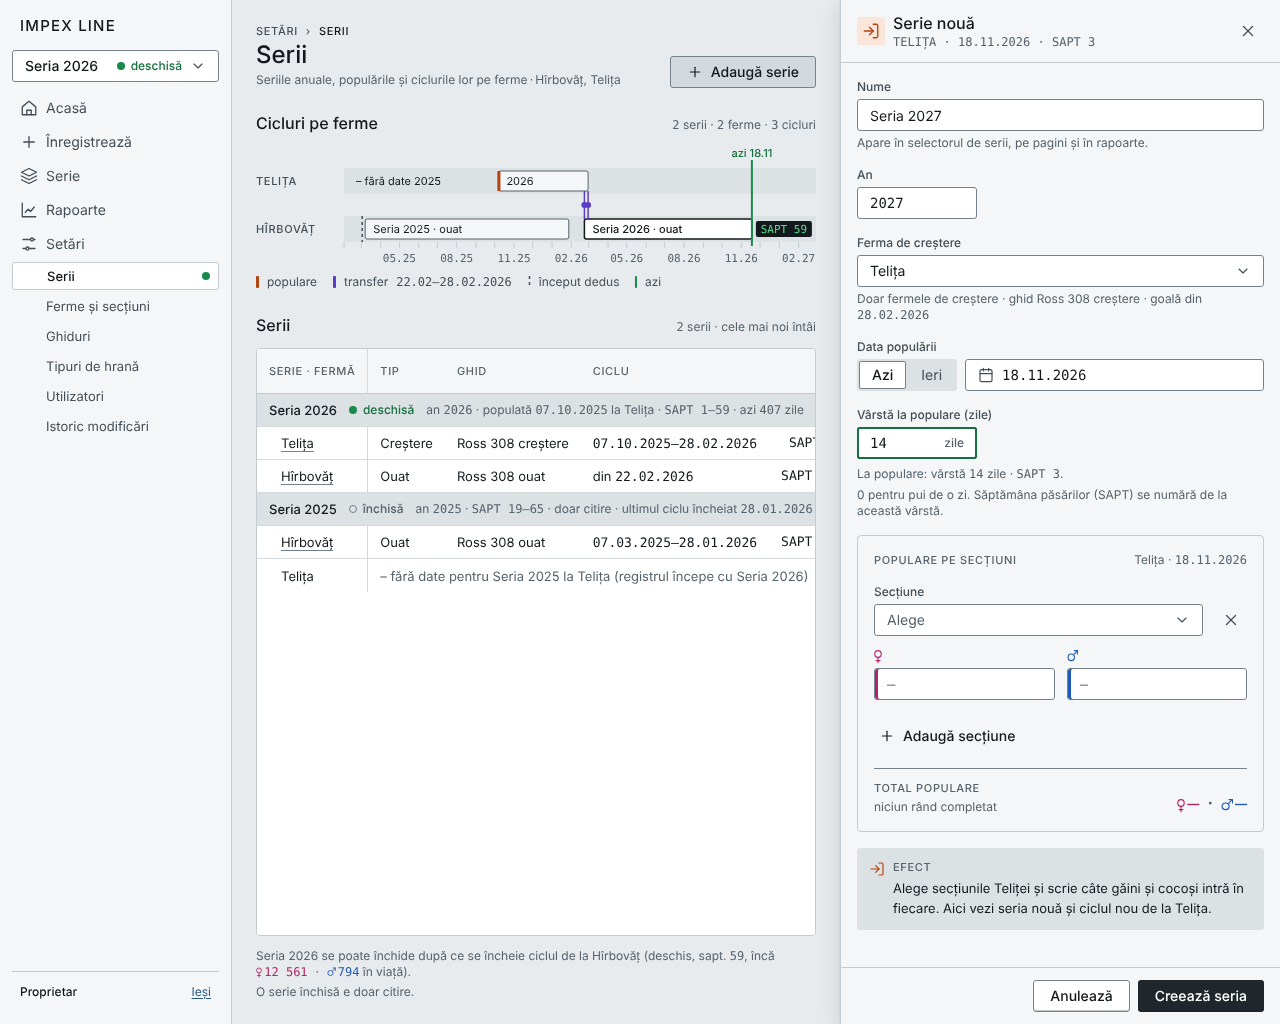 IMPEX LINE
Seria 2026 deschisă
Acasă
Înregistrează
Serie
Rapoarte
Setări
Serii
Ferme și secțiuni
Ghiduri
Tipuri de hrană
Utilizatori
Istoric modificări
Proprietar Ieși
SETĂRI › SERII
Serii
Seriile anuale, populările și ciclurile lor pe ferme · Hîrbovăț, Telița
Adaugă serie
Cicluri pe ferme
2 serii · 2 ferme · 3 cicluri
azi 18.11
TELIȚA – fără date 2025 2026
HÎRBOVĂȚ Seria 2025 · ouat Seria 2026 · ouat SAPT 59
05.25 08.25 11.25 02.26 05.26 08.26 11.26 02.27
populare transfer 22.02–28.02.2026 început dedus azi
Serii
2 serii · cele mai noi întâi
SERIE · FERMĂ TIP GHID CICLU
Seria 2026 deschisă an 2026 · populată 07.10.2025 la Telița · SAPT 1–59 · azi 407 zile
Telița Creștere Ross 308 creștere 07.10.2025–28.02.2026 SAPT
Hîrbovăț Ouat Ross 308 ouat din 22.02.2026 SAPT
Seria 2025 închisă an 2025 · SAPT 19–65 · doar citire · ultimul ciclu încheiat 28.01.2026
Hîrbovăț Ouat Ross 308 ouat 07.03.2025–28.01.2026 SAPT
Telița – fără date pentru Seria 2025 la Telița (registrul începe cu Seria 2026)
Seria 2026 se poate închide după ce se încheie ciclul de la Hîrbovăț (deschis, sapt. 59, încă
♀12 561 · ♂794 în viață).
O serie închisă e doar citire.
Serie nouă
TELIȚA · 18.11.2026 · SAPT 3
Nume
Seria 2027
Apare în selectorul de serii, pe pagini și în rapoarte.
An
2027
Ferma de creștere
Telița
Doar fermele de creștere · ghid Ross 308 creștere · goală din
28.02.2026
Data populării
Azi Ieri 18.11.2026
Vârstă la populare (zile)
14 zile
La populare: vârstă 14 zile · SAPT 3.
0 pentru pui de o zi. Săptămâna păsărilor (SAPT) se numără de la
această vârstă.
POPULARE PE SECȚIUNI Telița · 18.11.2026
Secțiune
Alege
♀ ♂
– –
Adaugă secțiune
TOTAL POPULARE
niciun rând completat ♀— · ♂—
EFECT
Alege secțiunile Teliței și scrie câte găini și cocoși intră în
fiecare. Aici vezi seria nouă și ciclul nou de la Telița.
Anulează Creează seria